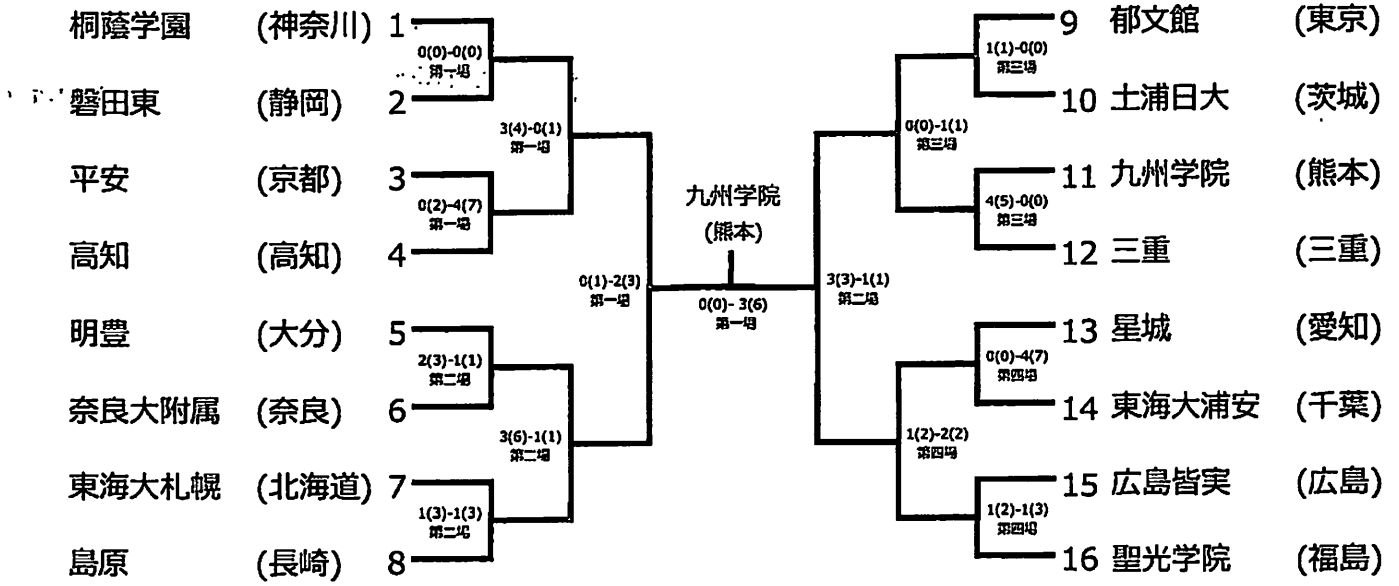 桐蔭学園 (神奈川) 1
0(0)-0(0)
第一場
磐田東 (静岡) 2
3(4)-0(1)
第一場
平安 (京都) 3
0(2)-4(7)
第一場
高知 (高知) 4
0(1)-2(3)
第一場
明豊 (大分) 5
2(3)-1(1)
第二場
奈良大附属 (奈良) 6
3(6)-1(1)
第二場
東海大札幌 (北海道) 7
1(3)-1(3)
第二場
島原 (長崎) 8
九州学院
(熊本)
0(0)- 3(6)
第一場
9 郁文館 (東京)
1(1)-0(0)
第三場
10 土浦日大 (茨城)
0(0)-1(1)
第三場
11 九州学院 (熊本)
4(5)-0(0)
第三場
12 三重 (三重)
3(3)-1(1)
第二場
13 星城 (愛知)
0(0)-4(7)
第四場
14 東海大浦安 (千葉)
1(2)-2(2)
第四場
15 広島皆実 (広島)
1(2)-1(3)
第四場
16 聖光学院 (福島)